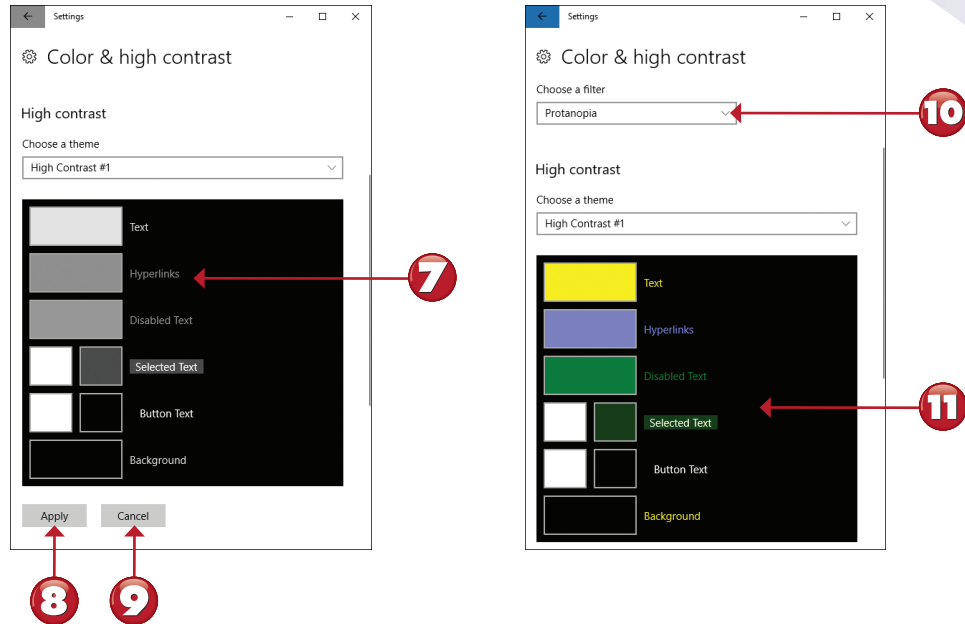 Settings
Color & high contrast
High contrast
Choose a theme
High Contrast #1
Text
Hyperlinks
Disabled Text
Selected Text
Button Text
Background
Apply
Cancel
7
8
9
Settings
Color & high contrast
Choose a filter
Protanopia
High contrast
Choose a theme
High Contrast #1
Text
Hyperlinks
Disabled Text
Selected Text
Button Text
Background
10
11